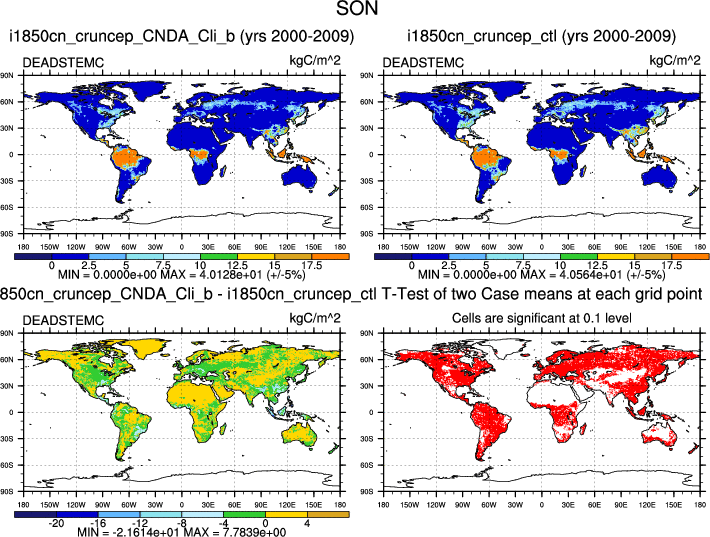 SON
i1850cn_cruncep_CNDA_Cli_b (yrs 2000-2009)
i1850cn_cruncep_ctl (yrs 2000-2009)
DEADSTEMC kgC/m^2
DEADSTEMC kgC/m^2
90N
60N
30N
0
30S
60S
90S
180 150W 120W 90W 60W 30W 0 30E 60E 90E 120E 150E 180
0 2.5 5 7.5 10 12.5 15 17.5
MIN = 0.0000e+00 MAX = 4.0128e+01 (+/-5%)
90N
60N
30N
0
30S
60S
90S
180 150W 120W 90W 60W 30W 0 30E 60E 90E 120E 150E 180
0 2.5 5 7.5 10 12.5 15 17.5
MIN = 0.0000e+00 MAX = 4.0564e+01 (+/-5%)
850cn_cruncep_CNDA_Cli_b - i1850cn_cruncep_ctl
T-Test of two Case means at each grid point
DEADSTEMC kgC/m^2
Cells are significant at 0.1 level
90N
60N
30N
0
30S
60S
90S
180 150W 120W 90W 60W 30W 0 30E 60E 90E 120E 150E 180
-20 -16 -12 -8 -4 0 4
MIN = -2.1614e+01 MAX = 7.7839e+00
90N
60N
30N
0
30S
60S
90S
180 150W 120W 90W 60W 30W 0 30E 60E 90E 120E 150E 180